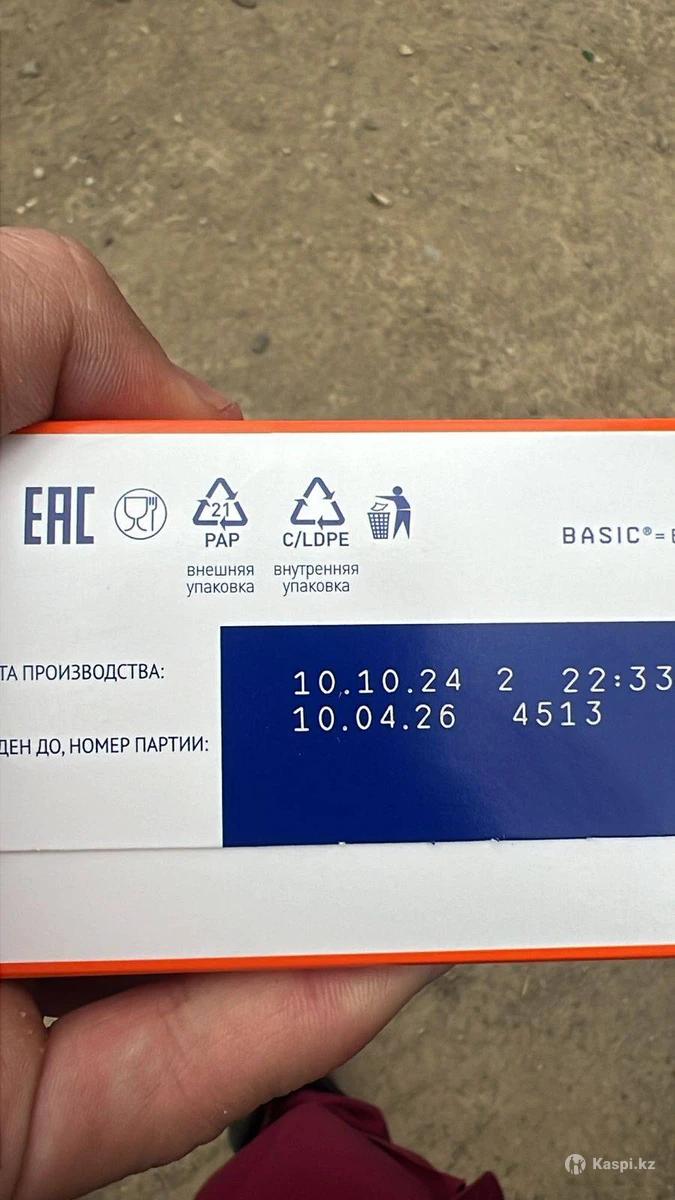 EAC
21
PAP
C/LDPE
внешняя
упаковка
внутренняя
упаковка
BASIC®=
ТА ПРОИЗВОДСТВА:
10.10.24 2 22:33
ДЕН ДО, НОМЕР ПАРТИИ:
10.04.26 4513
Kaspi.kz